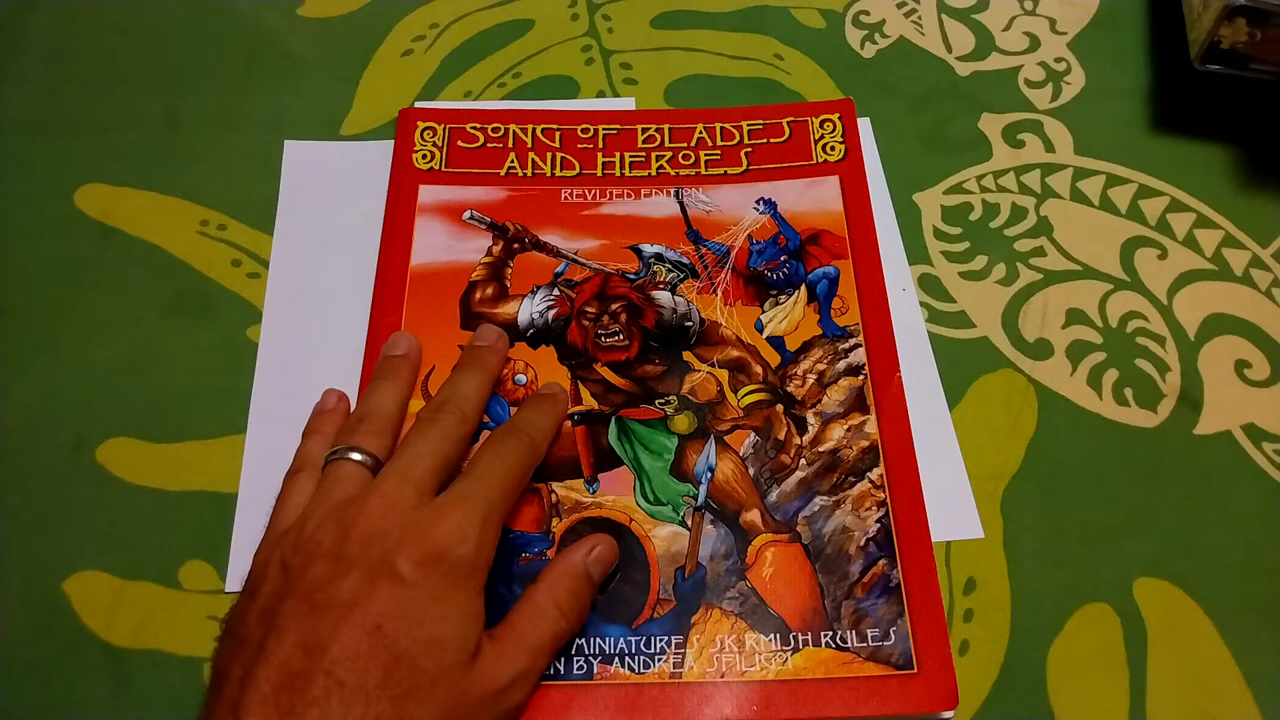 SONG OF BLADES
AND HEROES
REVISED EDITION
MINIATURES SKIRMISH RULES
BY ANDREA SFILIGOI